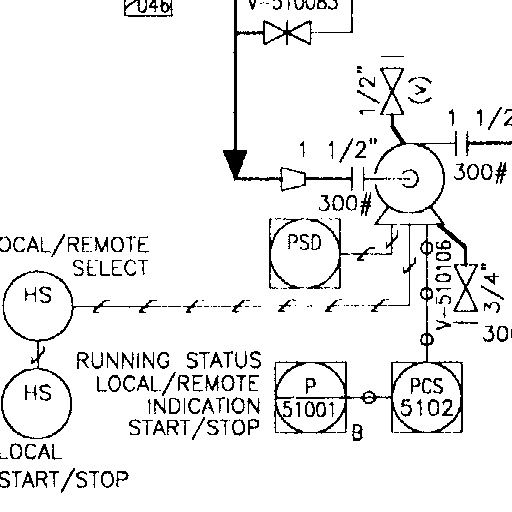 V-510083
1/2"
(v)
1 1/2
1 1/2"
300#
300#
OCAL/REMOTE
SELECT
PSD
HS
V-510106
3/4"
300
RUNNING STATUS
LOCAL/REMOTE
INDICATION
START/STOP
P
51001
B
PCS
5102
HS
LOCAL
START/STOP